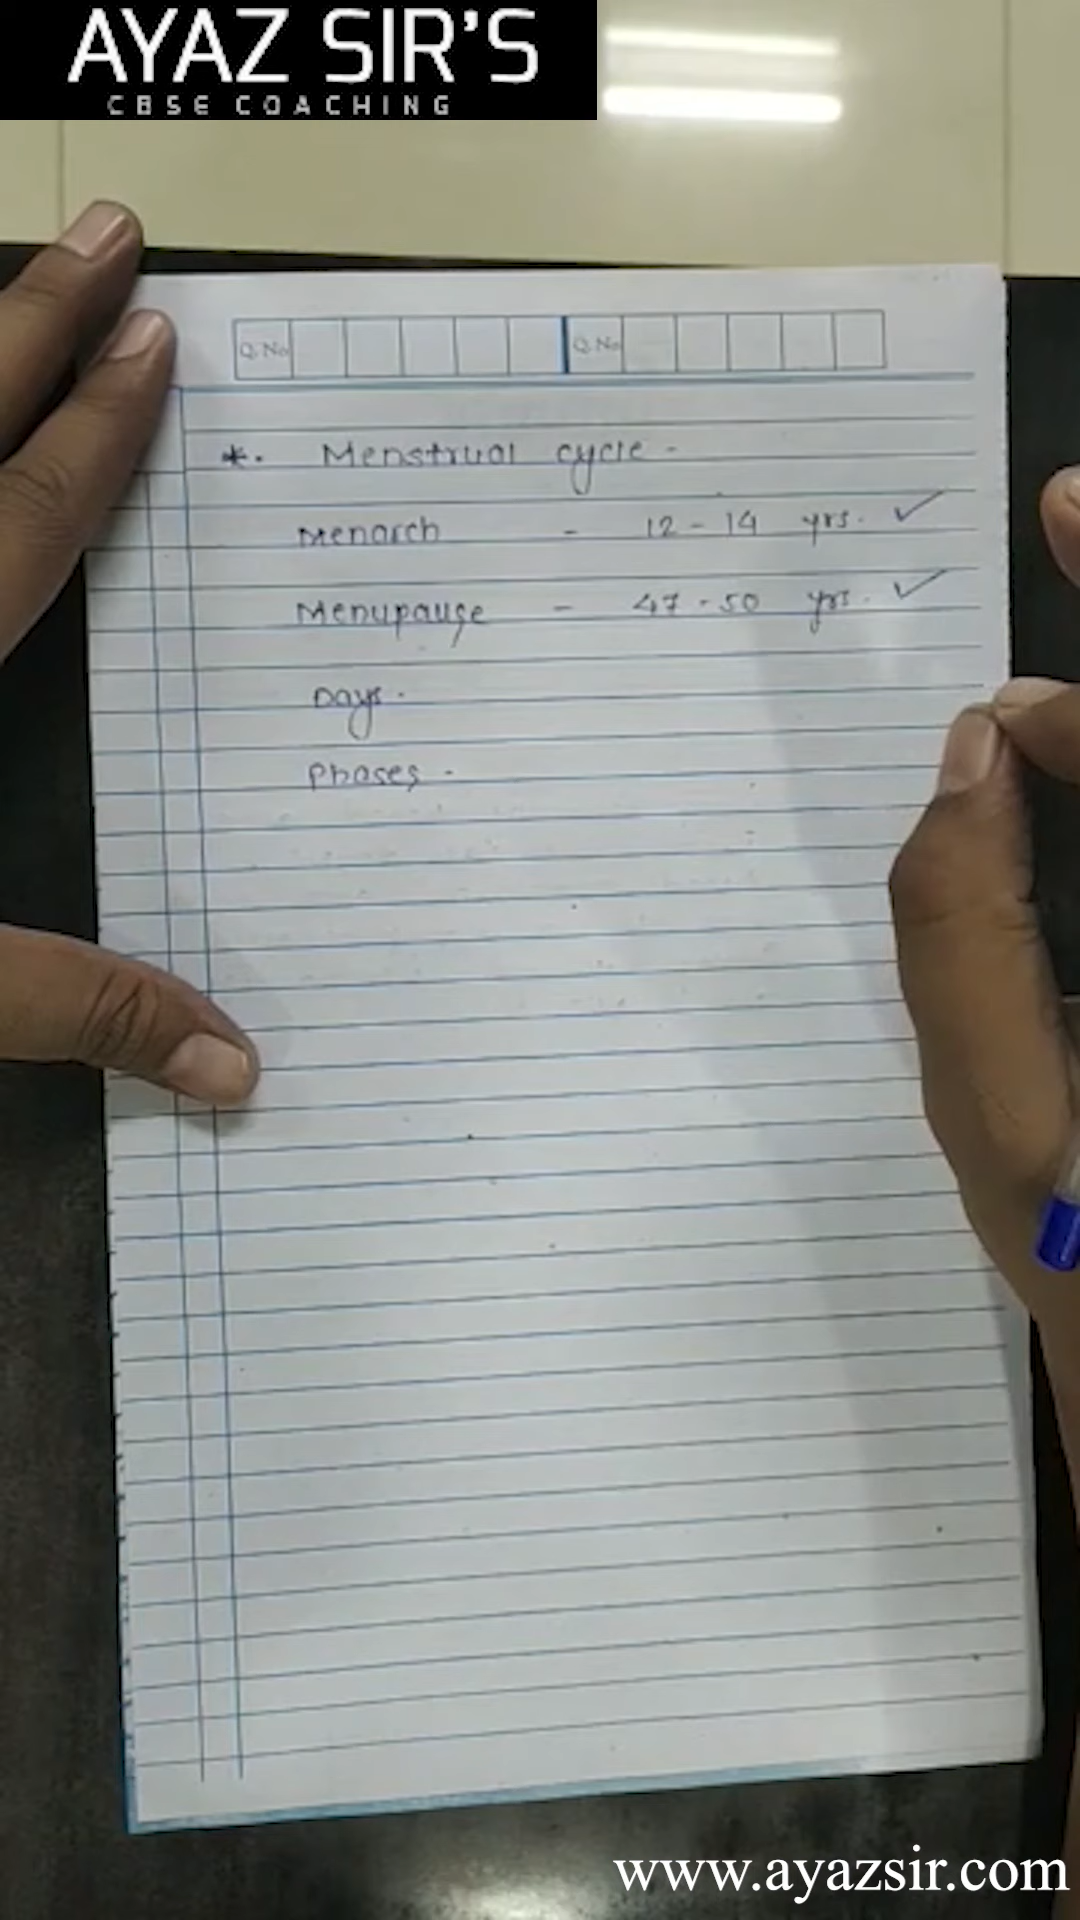 AYAZ SIR'S
CBSE COACHING
Q.No Q.No
*. Menstrual cycle -
Menarch - 12 - 14 yrs. ✓
Menupause - 47 - 50 yrs. ✓
Days -
Phases -
www.ayazsir.com